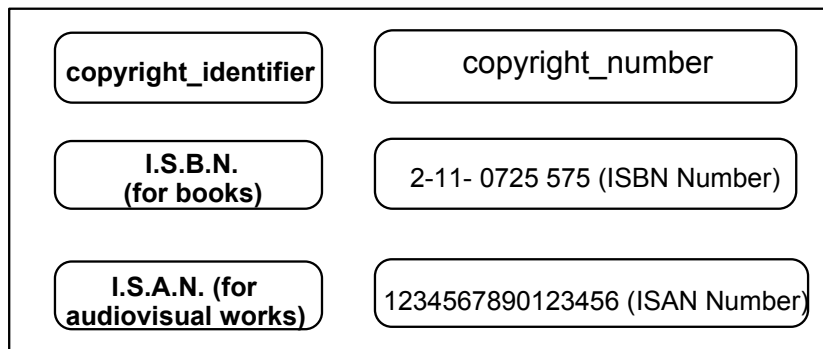 copyright_identifier
copyright_number
I.S.B.N.
(for books)
2-11- 0725 575 (ISBN Number)
I.S.A.N. (for
audiovisual works)
1234567890123456 (ISAN Number)